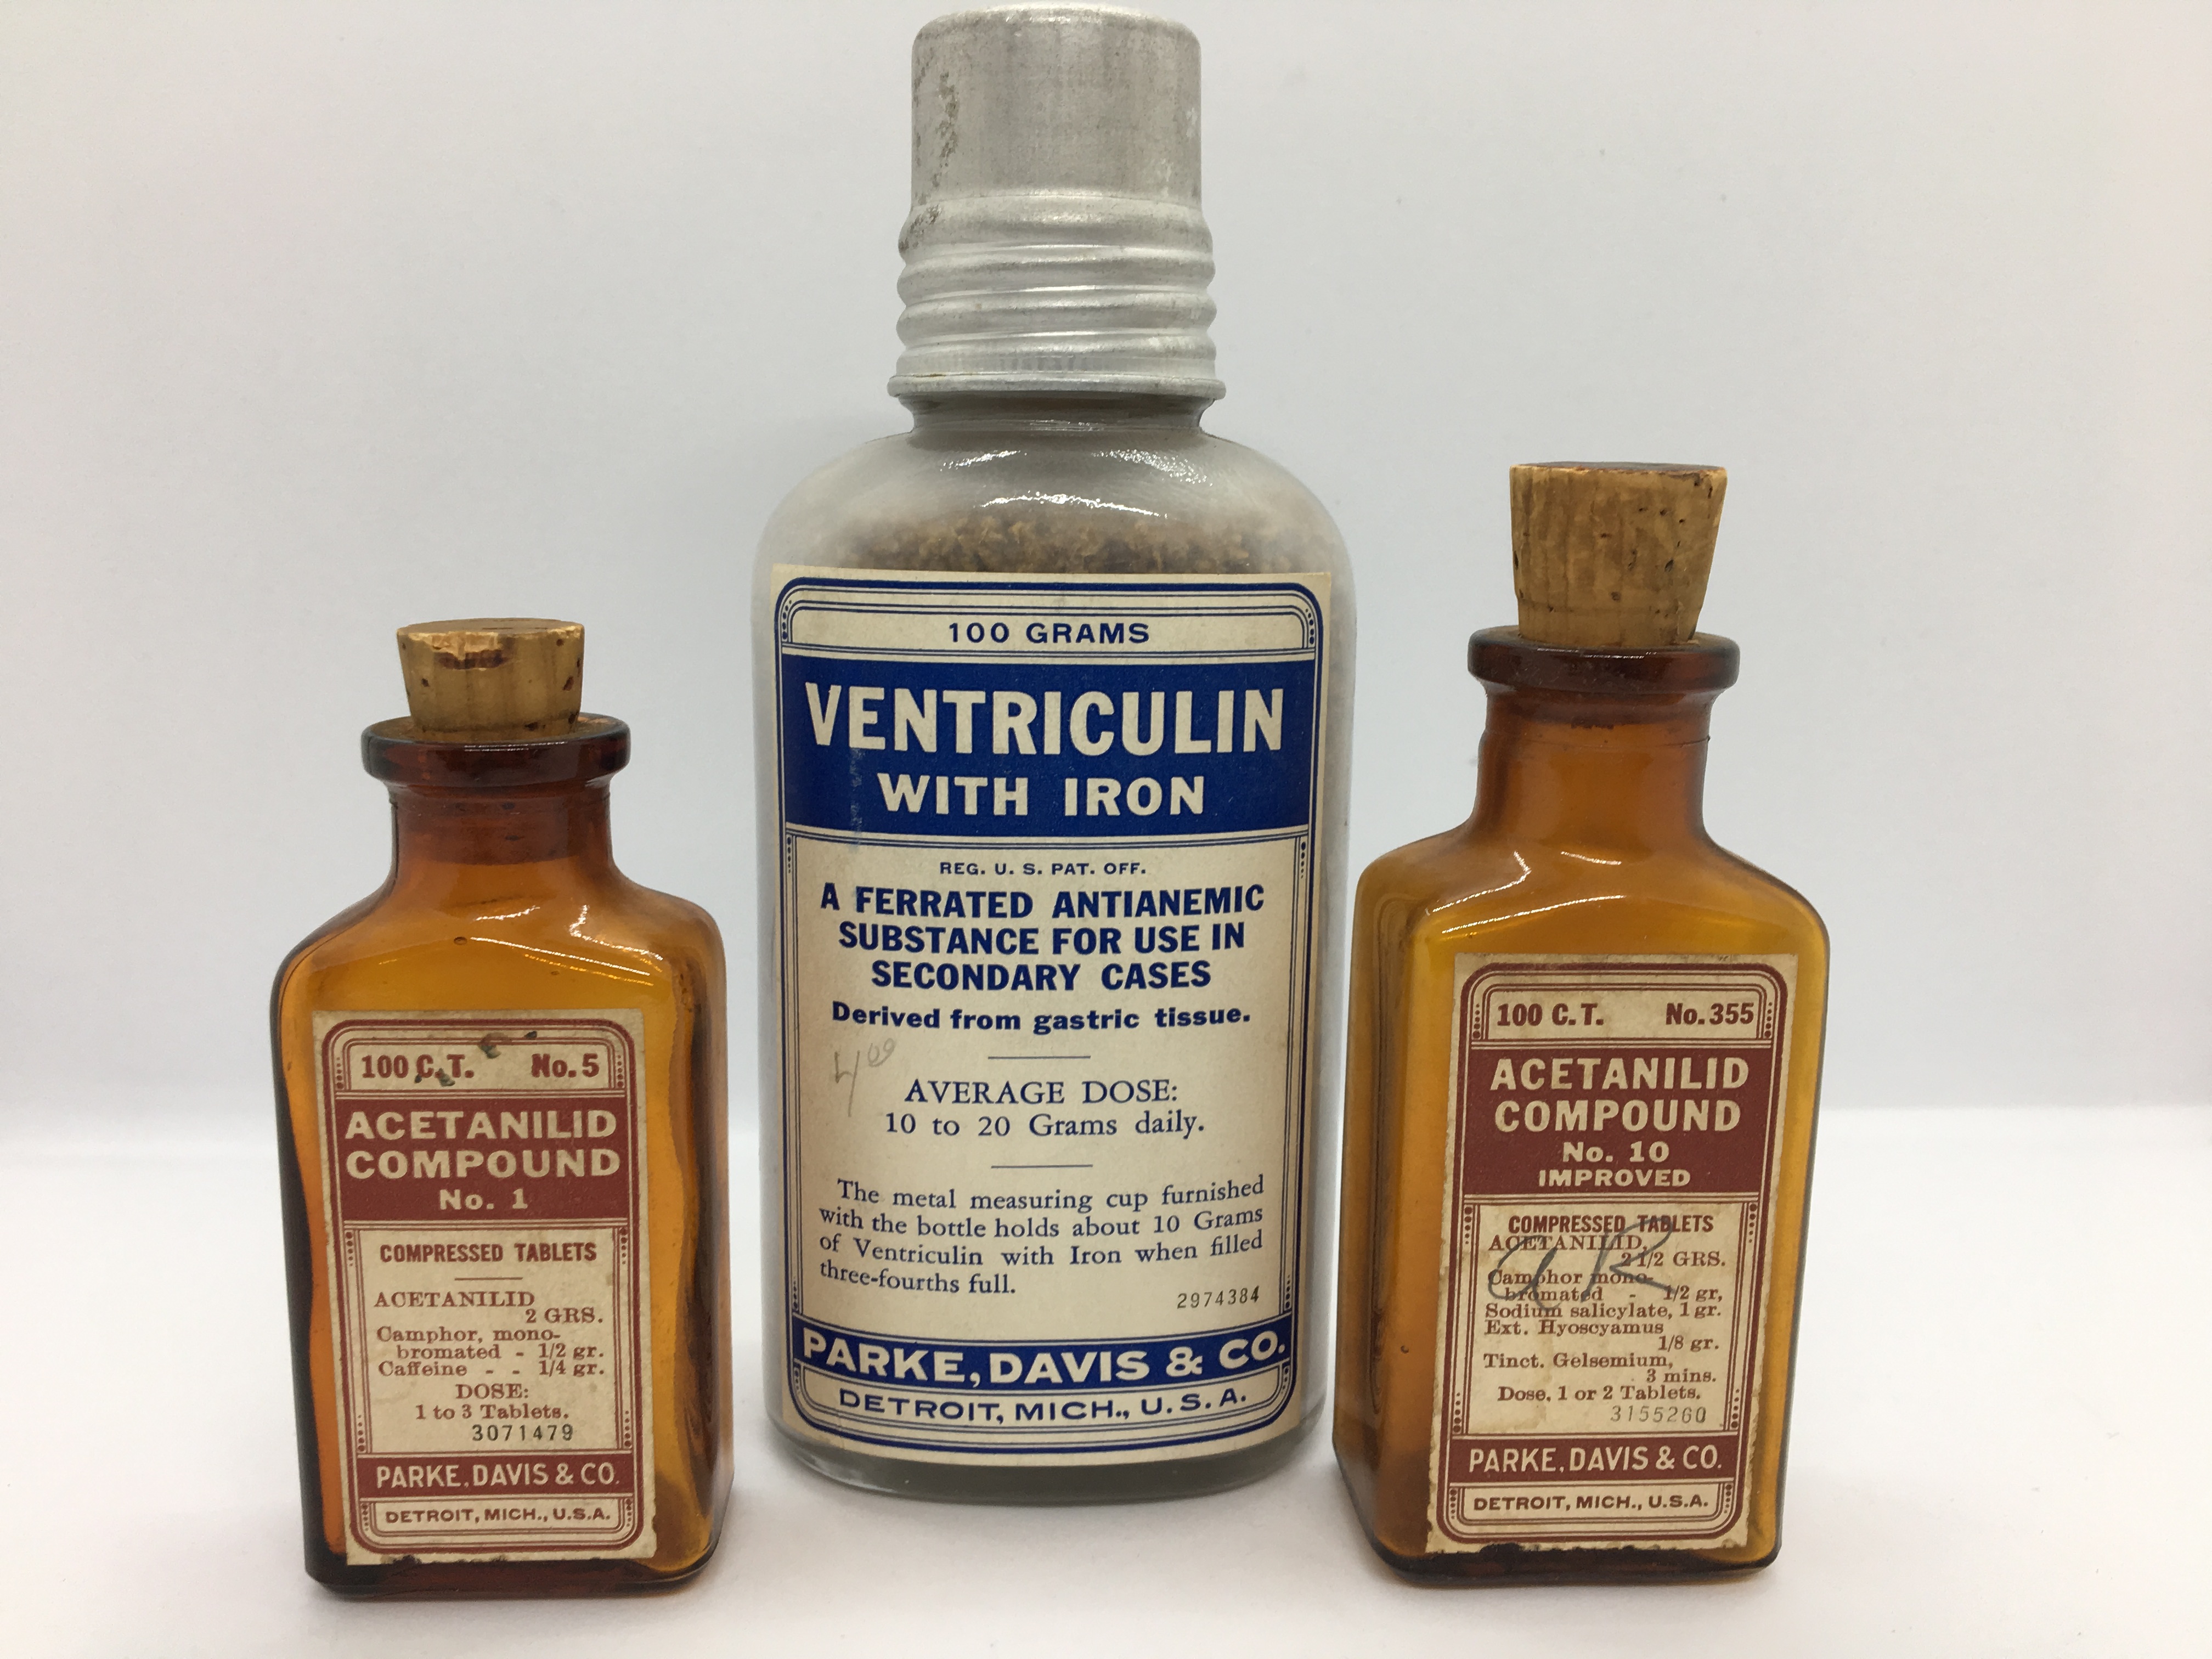 100 C.T. No. 5
ACETANILID
COMPOUND
No. 1
COMPRESSED TABLETS
ACETANILID
2 GRS.
Camphor, mono-
bromated - 1/2 gr.
Caffeine - - 1/4 gr.
DOSE:
1 to 3 Tablets.
3071479
PARKE, DAVIS & CO.
DETROIT, MICH., U.S.A.
100 GRAMS
VENTRICULIN
WITH IRON
REG. U. S. PAT. OFF.
A FERRATED ANTIANEMIC
SUBSTANCE FOR USE IN
SECONDARY CASES
Derived from gastric tissue.
4 00
AVERAGE DOSE:
10 to 20 Grams daily.
The metal measuring cup furnished
with the bottle holds about 10 Grams
of Ventriculin with Iron when filled
three-fourths full.
2974384
PARKE, DAVIS & CO.
DETROIT, MICH., U.S.A.
100 C.T. No. 355
ACETANILID
COMPOUND
No. 10
IMPROVED
COMPRESSED TABLETS
ACETANILID,
2 1/2 GRS.
Camphor mono-
bromated - 1/2 gr,
Sodium salicylate, 1 gr.
Ext. Hyoscyamus
1/8 gr.
Tinct. Gelsemium,
3 mins.
Dose, 1 or 2 Tablets.
3155260
PARKE, DAVIS & CO.
DETROIT, MICH., U.S.A.